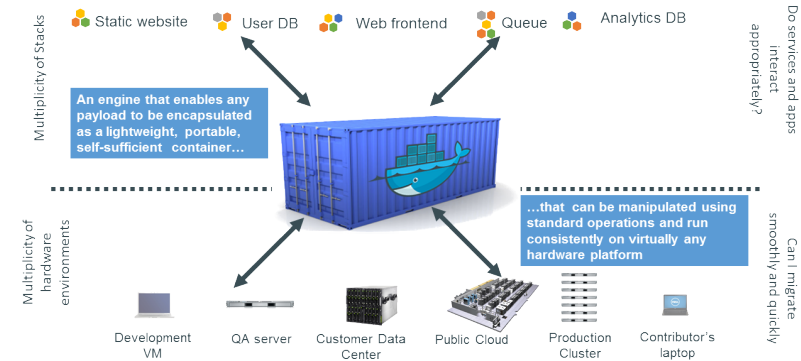 Static website
User DB
Web frontend
Queue
Analytics DB
Multiplicity of Stacks
Do services and apps
interact
appropriately?
An engine that enables any
payload to be encapsulated
as a lightweight, portable,
self-sufficient container…
…that can be manipulated using
standard operations and run
consistently on virtually any
hardware platform
Multiplicity of
hardware
environments
Can I migrate
smoothly and quickly
Development
VM
QA server
Customer Data
Center
Public Cloud
Production
Cluster
Contributor's
laptop